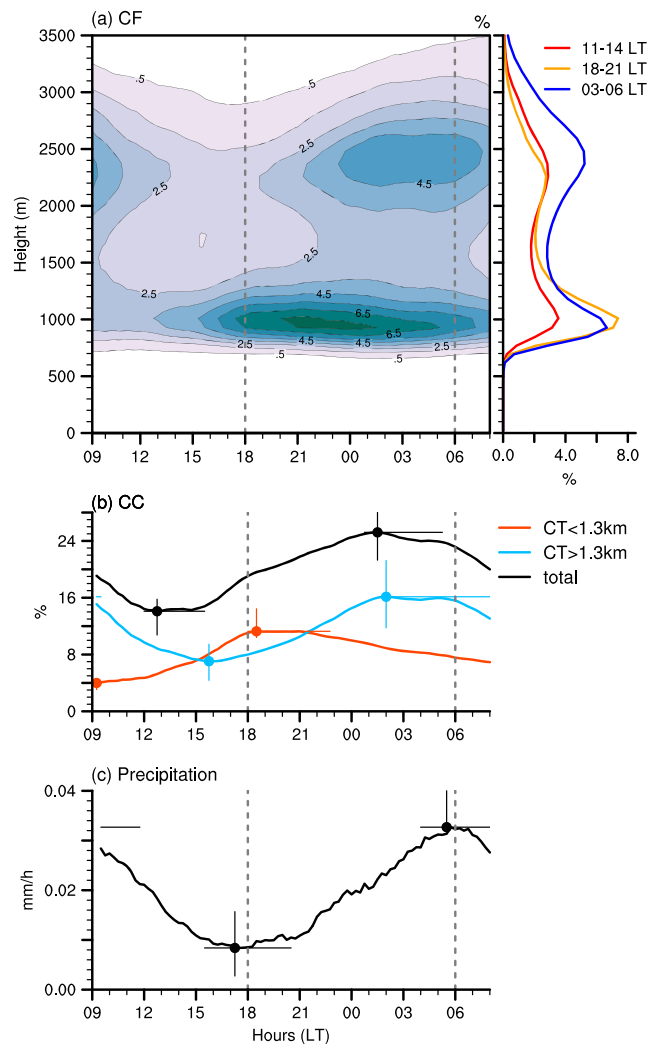 (a) CF
%
3500
3000
2500
2000
1500
1000
500
0
Height (m)
.5
.5
2.5
2.5
4.5
2.5
2.5
2.5
4.5
6.5
6.5
2.5
4.5
4.5
2.5
.5
.5
09 12 15 18 21 00 03 06
11-14 LT
18-21 LT
03-06 LT
0.0 4.0 8.0
%
(b) CC
24
16
8
0
%
CT<1.3km
CT>1.3km
total
09 12 15 18 21 00 03 06
(c) Precipitation
0.04
0.02
0.00
mm/h
09 12 15 18 21 00 03 06
Hours (LT)